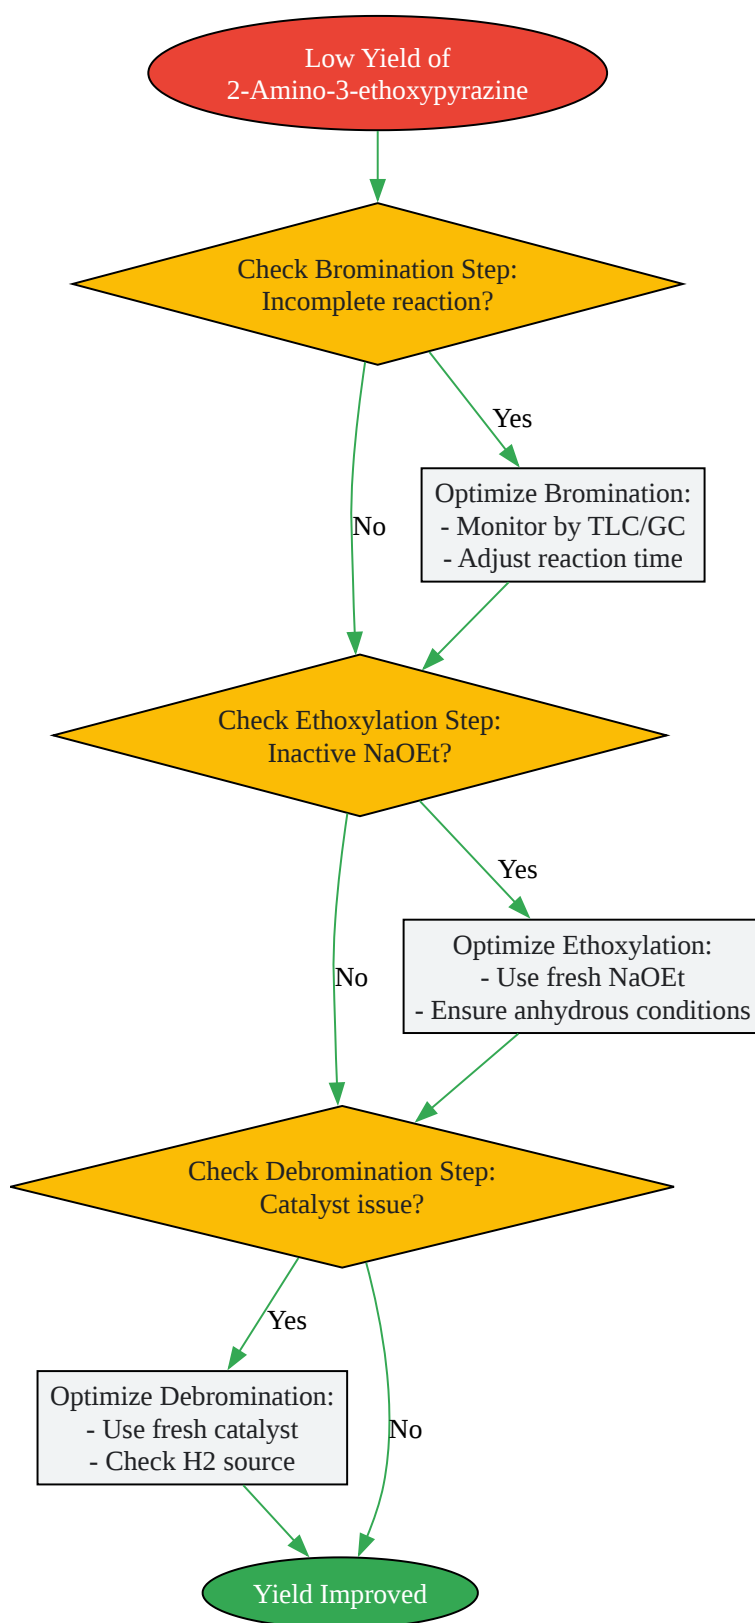 Low Yield of
2-Amino-3-ethoxypyrazine
Check Bromination Step:
Incomplete reaction?
Yes
Optimize Bromination:
- Monitor by TLC/GC
- Adjust reaction time
No
Check Ethoxylation Step:
Inactive NaOEt?
Yes
Optimize Ethoxylation:
- Use fresh NaOEt
- Ensure anhydrous conditions
No
Check Debromination Step:
Catalyst issue?
Yes
Optimize Debromination:
- Use fresh catalyst
- Check H2 source
No
Yield Improved